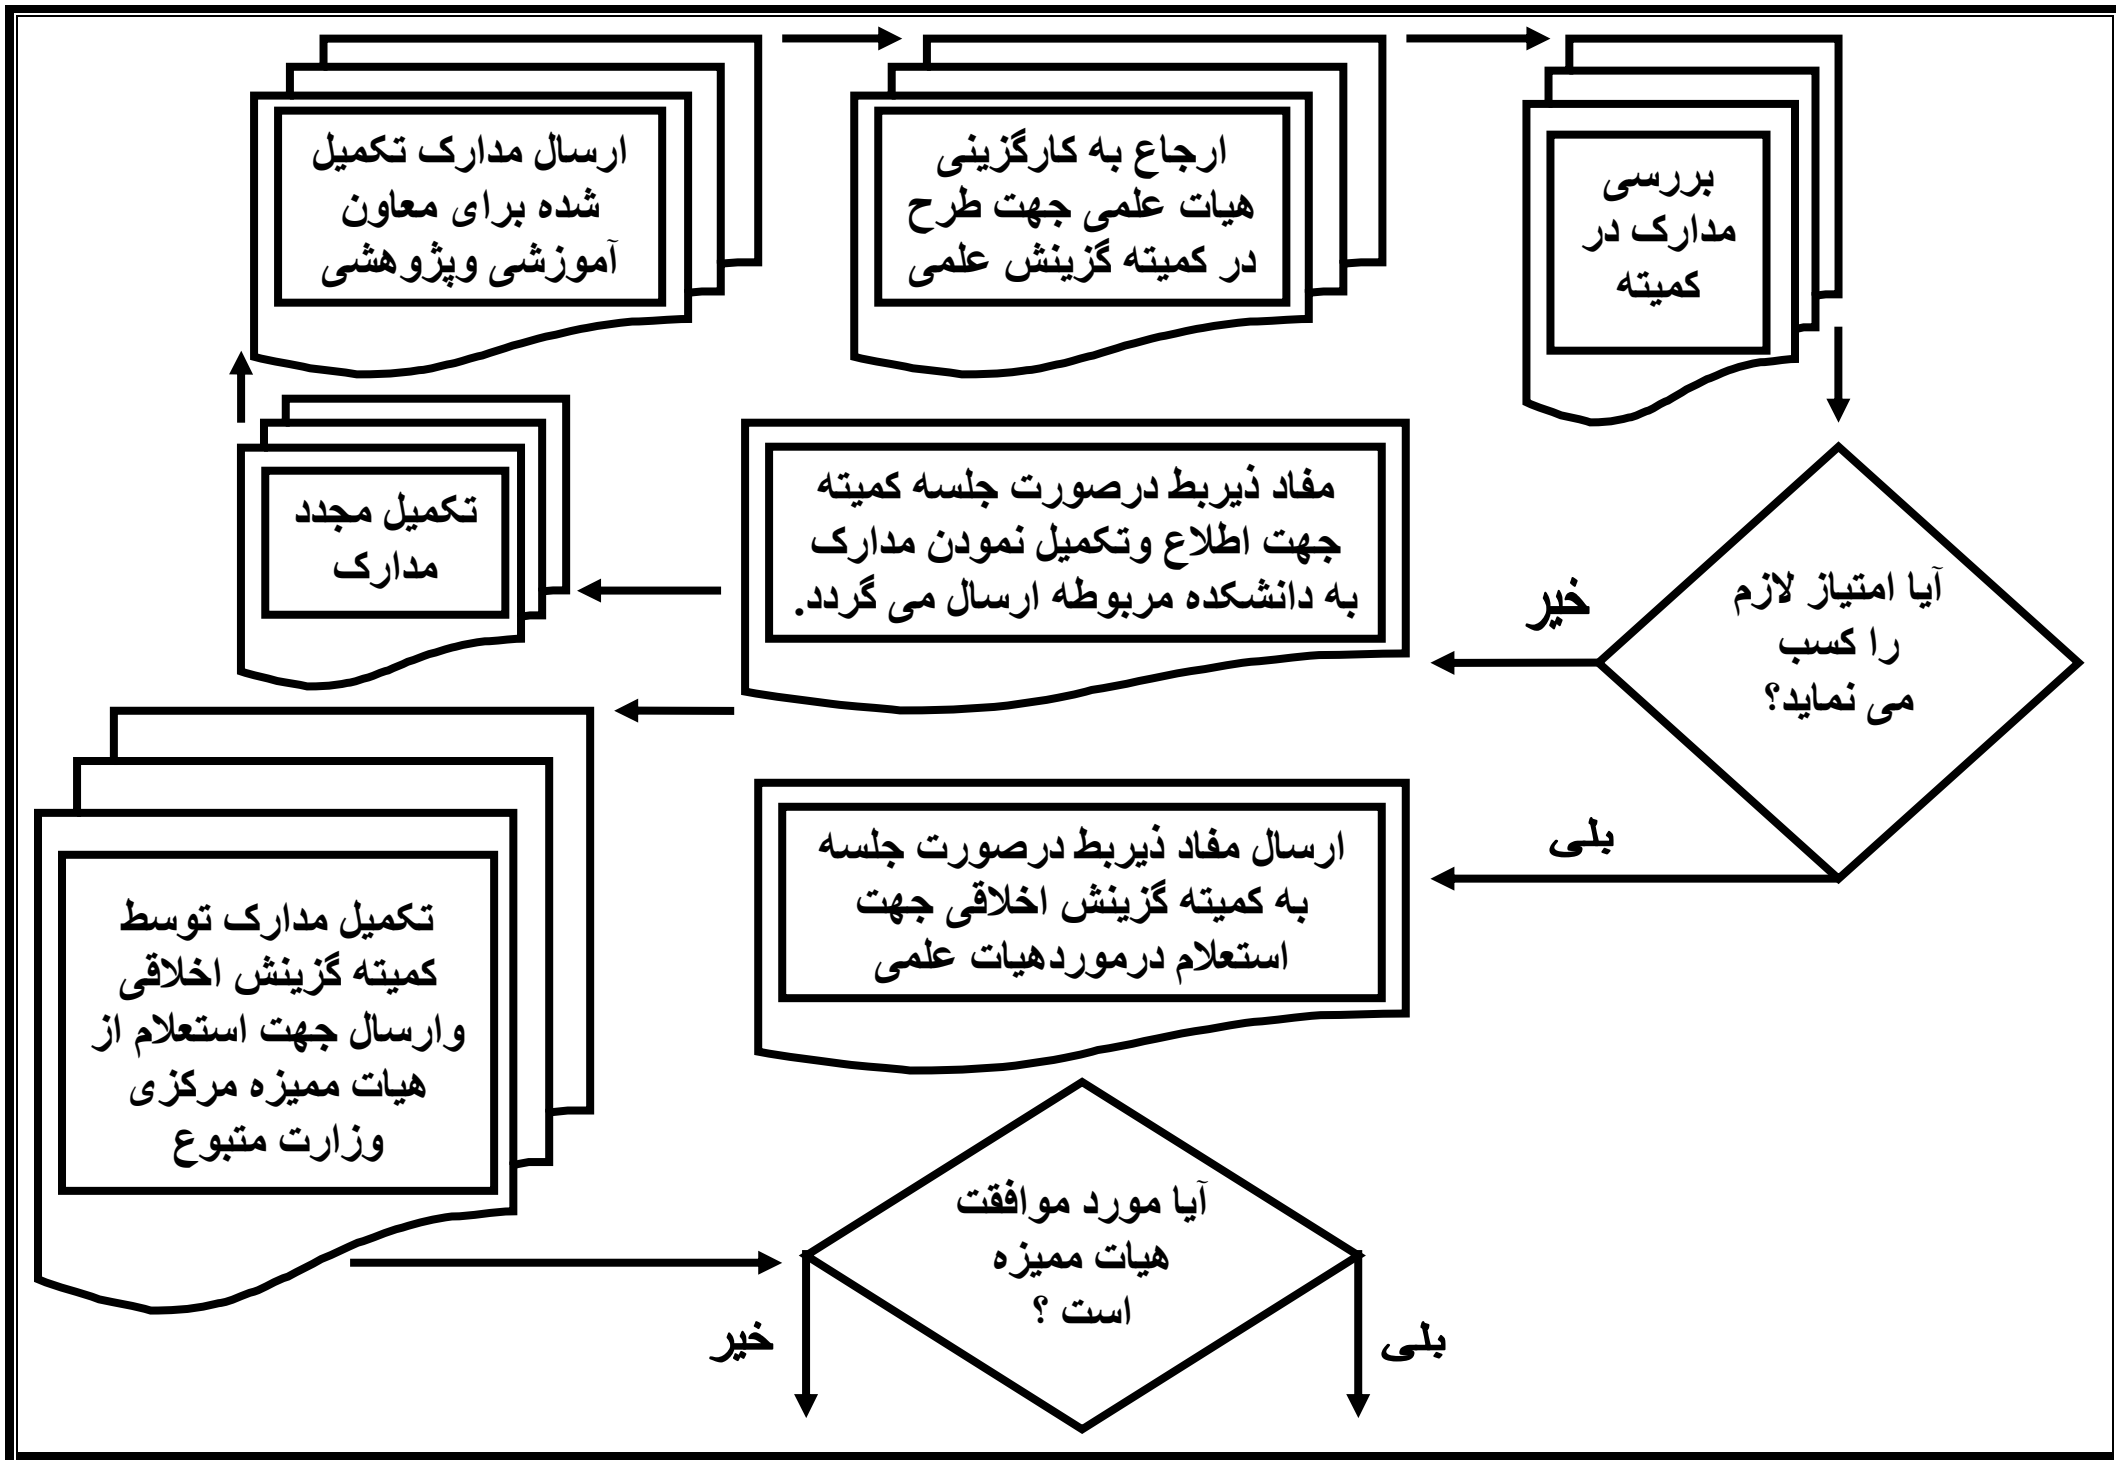 ارسال مدارک تکمیل
شده برای معاون
آموزشی وپژوهشی
ارجاع به کارگزینی
هیات علمی جهت طرح
در کمیته گزینش علمی
بررسی
مدارک در
کمیته
آیا امتیاز لازم
را کسب
می نماید؟
خیر
مفاد ذیربط درصورت جلسه کمیته
جهت اطلاع وتکمیل نمودن مدارک
به دانشکده مربوطه ارسال می گردد.
تکمیل مجدد
مدارک
بلی
ارسال مفاد ذیربط درصورت جلسه
به کمیته گزینش اخلاقی جهت
استعلام درموردهیات علمی
تکمیل مدارک توسط
کمیته گزینش اخلاقی
وارسال جهت استعلام از
هیات ممیزه مرکزی
وزارت متبوع
آیا مورد موافقت
هیات ممیزه
است ؟
بلی
خیر